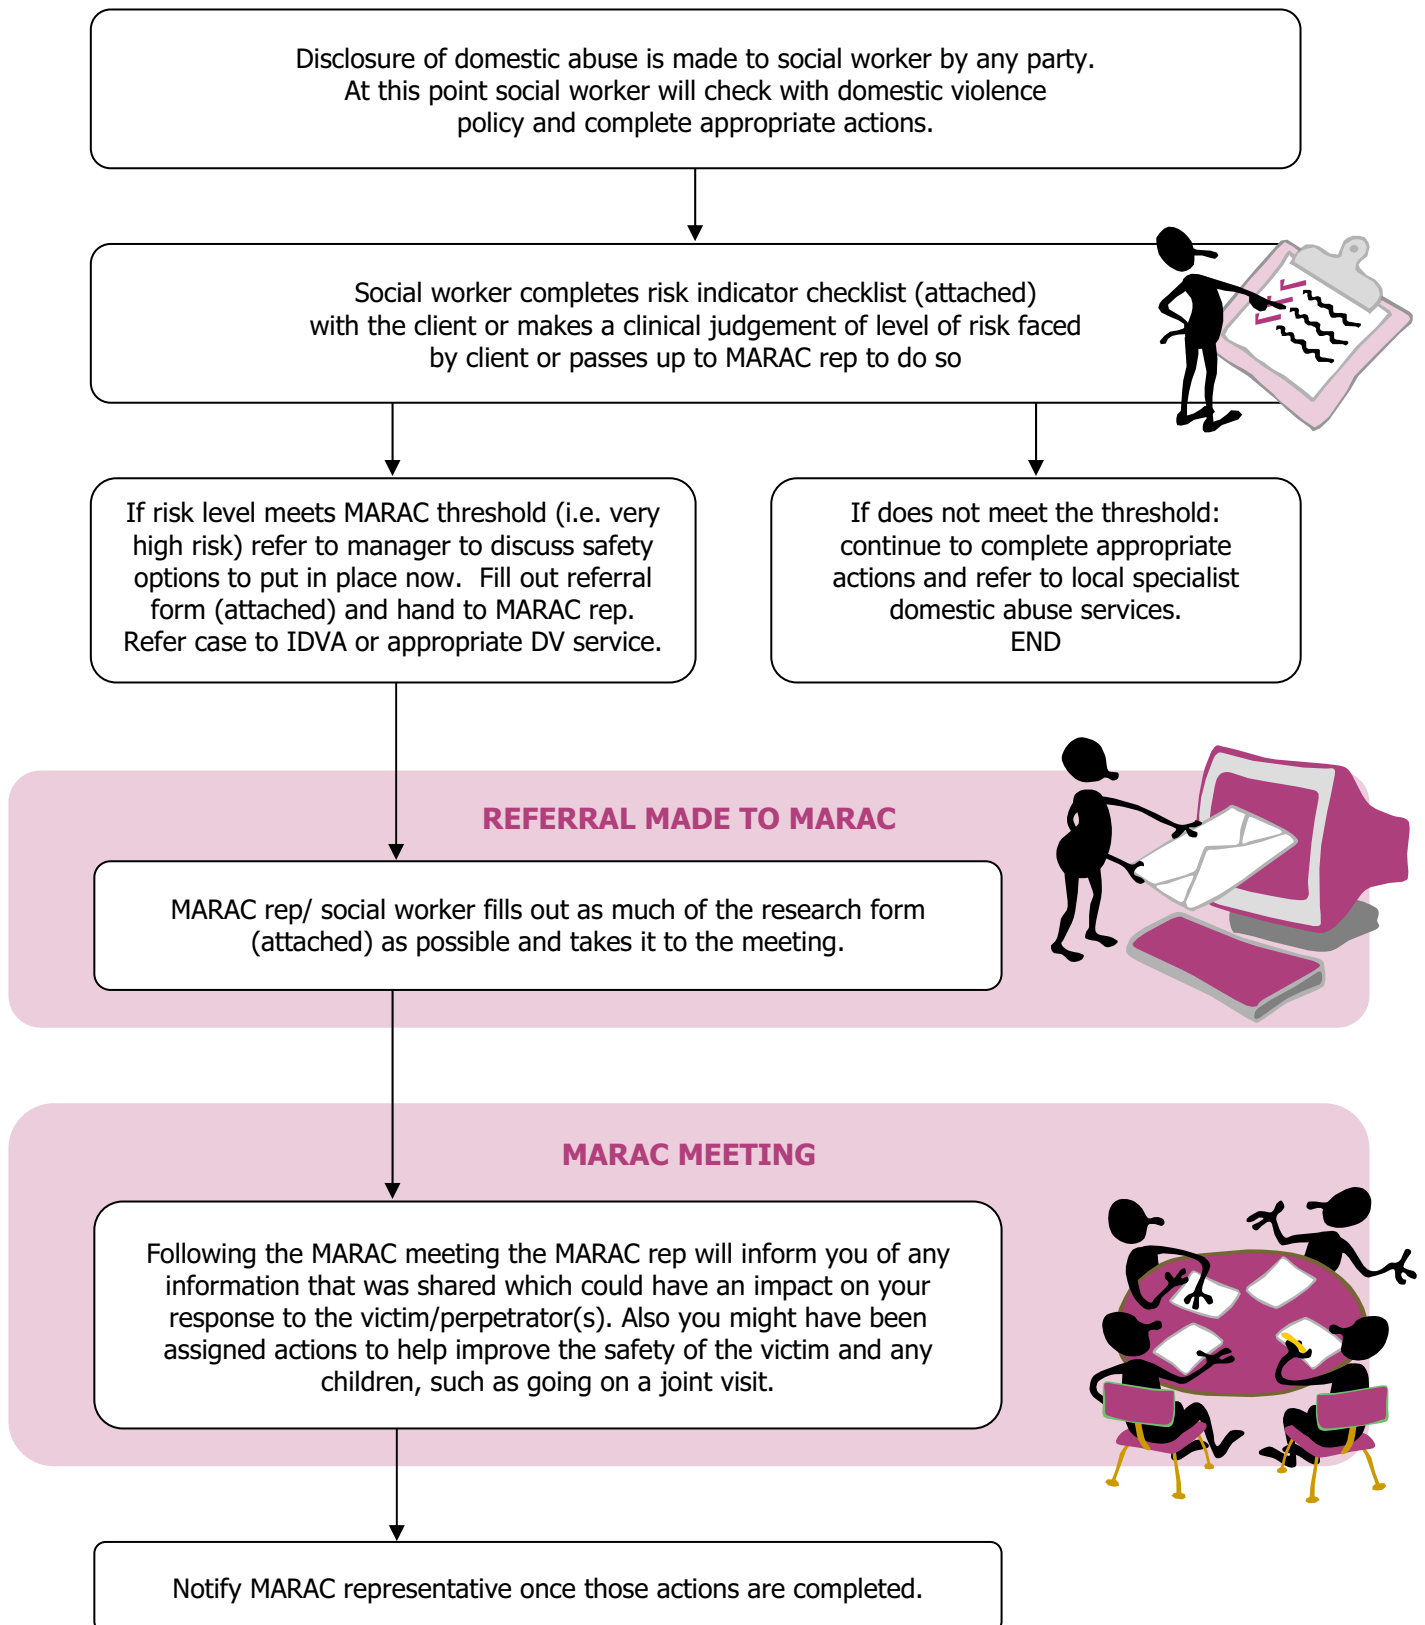 Disclosure of domestic abuse is made to social worker by any party.
At this point social worker will check with domestic violence
policy and complete appropriate actions.
Social worker completes risk indicator checklist (attached)
with the client or makes a clinical judgement of level of risk faced
by client or passes up to MARAC rep to do so
If risk level meets MARAC threshold (i.e. very
high risk) refer to manager to discuss safety
options to put in place now.  Fill out referral
form (attached) and hand to MARAC rep.
Refer case to IDVA or appropriate DV service.
If does not meet the threshold:
continue to complete appropriate
actions and refer to local specialist
domestic abuse services.
END
REFERRAL MADE TO MARAC
MARAC rep/ social worker fills out as much of the research form
(attached) as possible and takes it to the meeting.
MARAC MEETING
Following the MARAC meeting the MARAC rep will inform you of any
information that was shared which could have an impact on your
response to the victim/perpetrator(s). Also you might have been
assigned actions to help improve the safety of the victim and any
children, such as going on a joint visit.
Notify MARAC representative once those actions are completed.